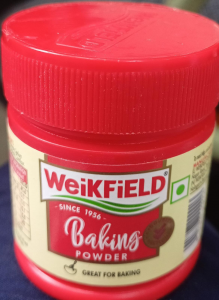 WEiKFiELD
SINCE 1956
Baking
POWDER
GREAT FOR BAKING